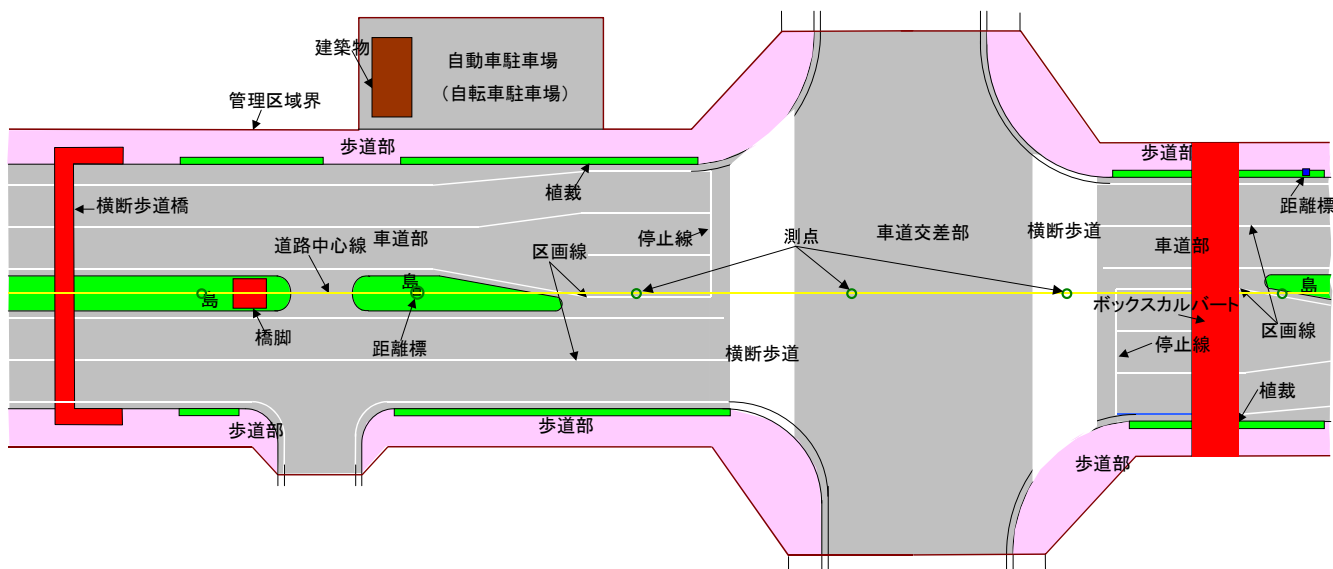 建築物
自動車駐車場
（自転車駐車場）
管理区域界
歩道部
歩道部
植裁
距離標
横断歩道橋
車道部
道路中心線
区画線
停止線
測点
車道交差部
横断歩道
車道部
島
島
島
ボックスカルバート
橋脚
距離標
横断歩道
停止線
区画線
植裁
歩道部
歩道部
歩道部